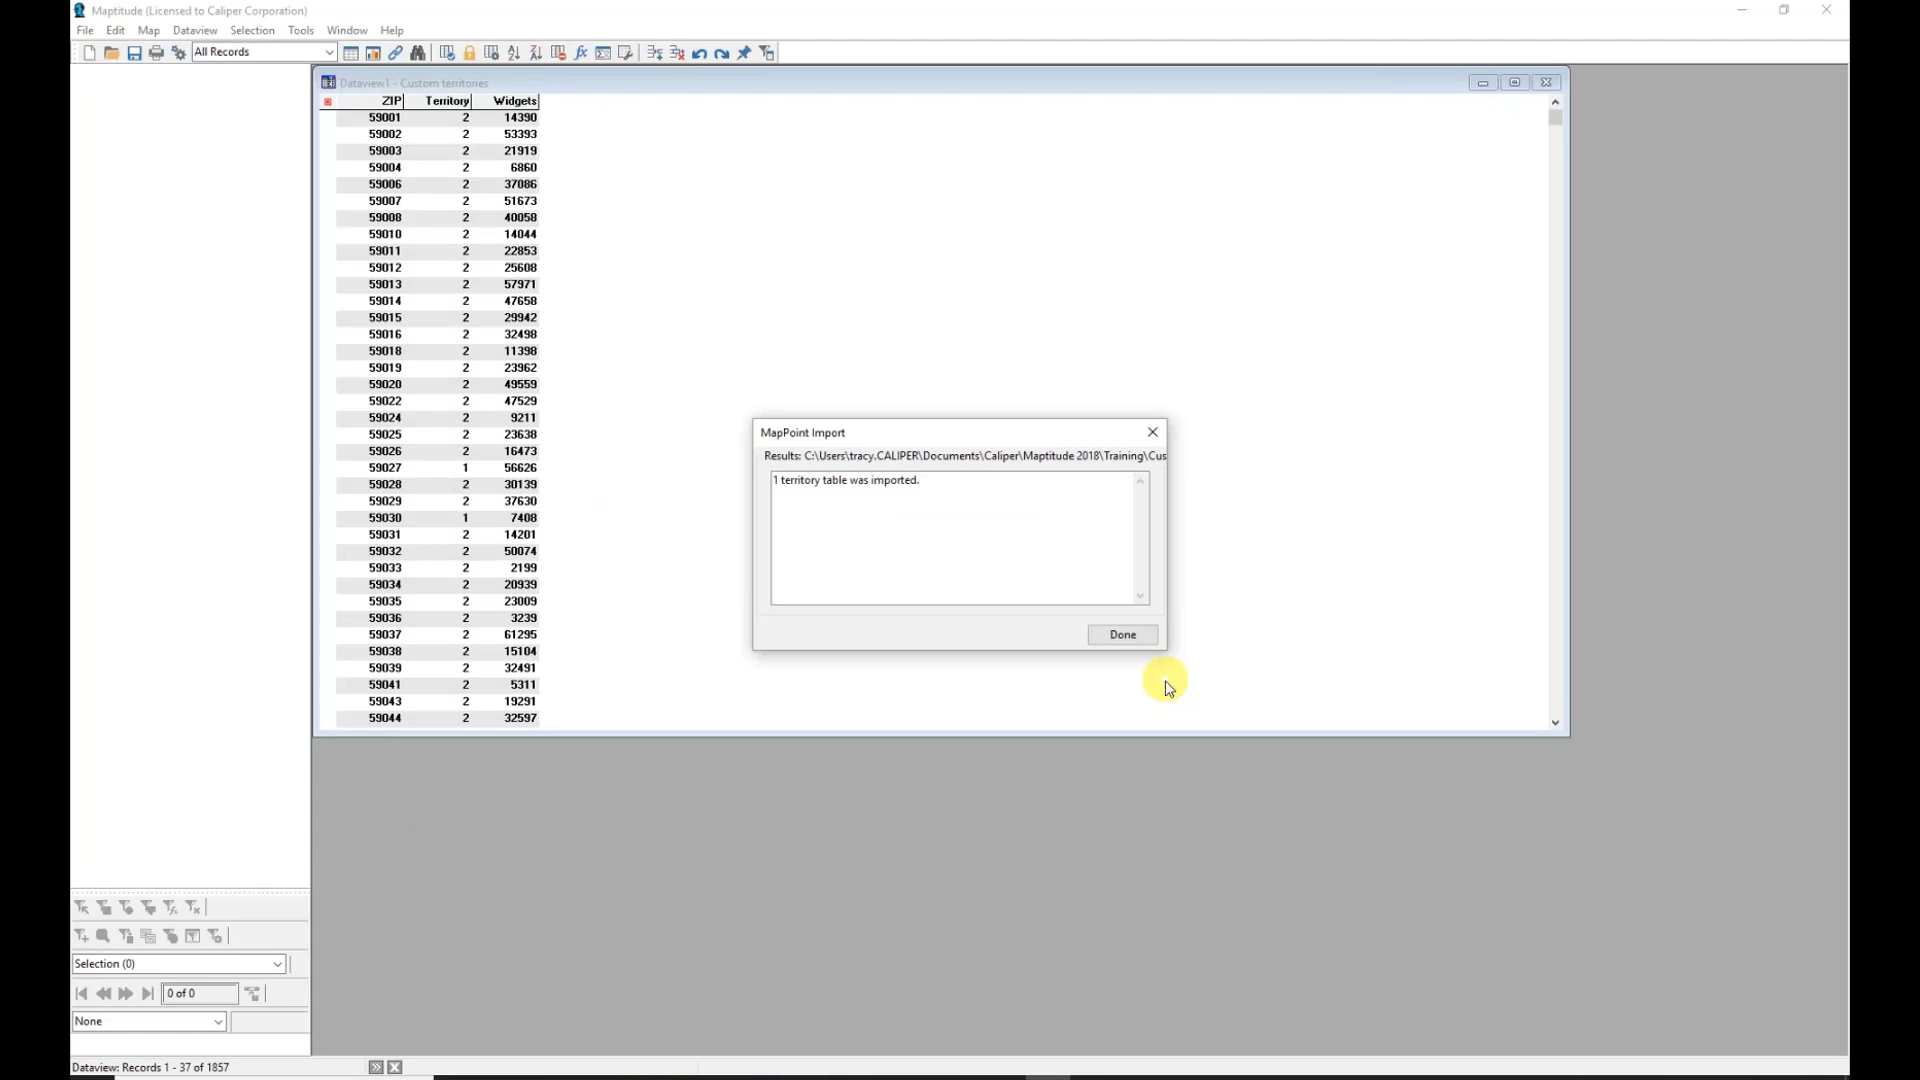 Maptitude (Licensed to Caliper Corporation)
File Edit Map Dataview Selection Tools Window Help
All Records
Dataview1 - Custom territories
ZIP Territory Widgets
59001 2 14390
59002 2 53393
59003 2 21919
59004 2 6860
59006 2 37086
59007 2 51673
59008 2 40058
59010 2 14044
59011 2 22853
59012 2 25608
59013 2 57971
59014 2 47658
59015 2 29942
59016 2 32498
59018 2 11398
59019 2 23962
59020 2 49559
59022 2 47529
59024 2 9211
59025 2 23638
59026 2 16473
59027 1 56626
59028 2 30139
59029 2 37630
59030 1 7408
59031 2 14201
59032 2 50074
59033 2 2199
59034 2 20939
59035 2 23009
59036 2 3239
59037 2 61295
59038 2 15104
59039 2 32491
59041 2 5311
59043 2 19291
59044 2 32597
MapPoint Import
Results: C:\Users\tracy.CALIPER\Documents\Caliper\Maptitude 2018\Training\Cus
1 territory table was imported.
Done
Selection (0)
0 of 0
None
Dataview: Records 1 - 37 of 1857